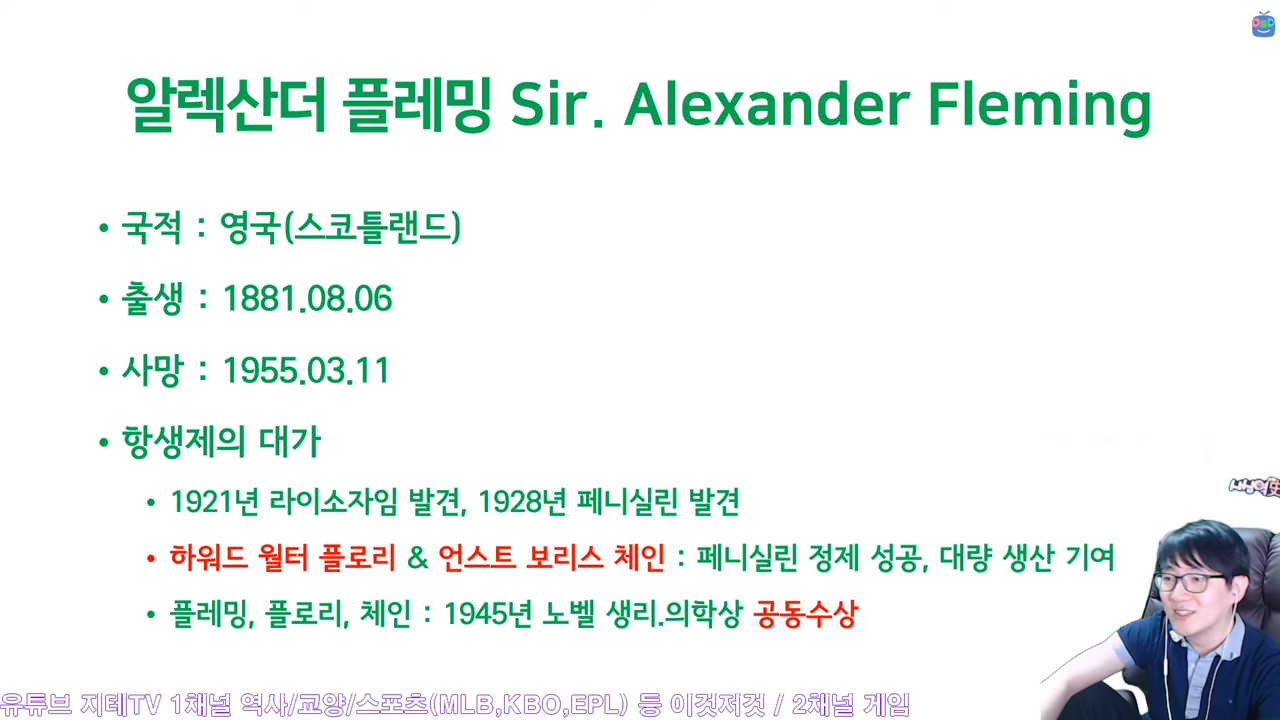 알렉산더 플레밍 Sir. Alexander Fleming
• 국적 : 영국(스코틀랜드)
• 출생 : 1881.08.06
• 사망 : 1955.03.11
• 항생제의 대가
• 1921년 라이소자임 발견, 1928년 페니실린 발견
• 하워드 월터 플로리 & 언스트 보리스 체인 : 페니실린 정제 성공, 대량 생산 기여
• 플레밍, 플로리, 체인 : 1945년 노벨 생리.의학상 공동수상
유튜브 지테TV 1채널 역사/교양/스포츠(MLB,KBO,EPL) 등 이것저것 / 2채널 게임